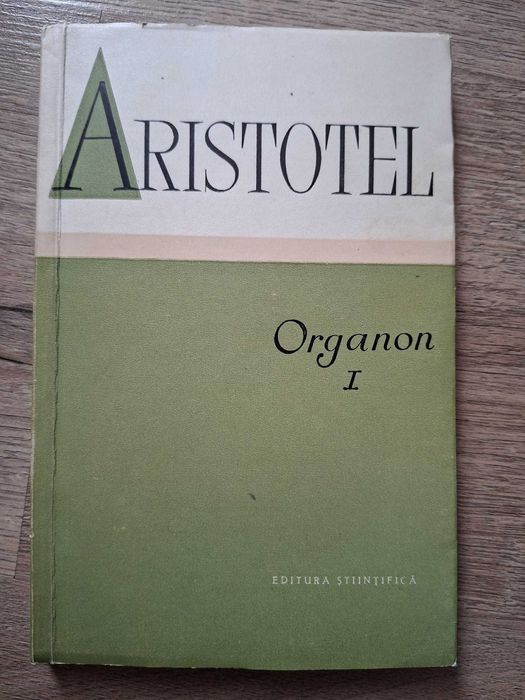 ARISTOTEL
Organon
I
EDITURA ȘTIINȚIFICĂ